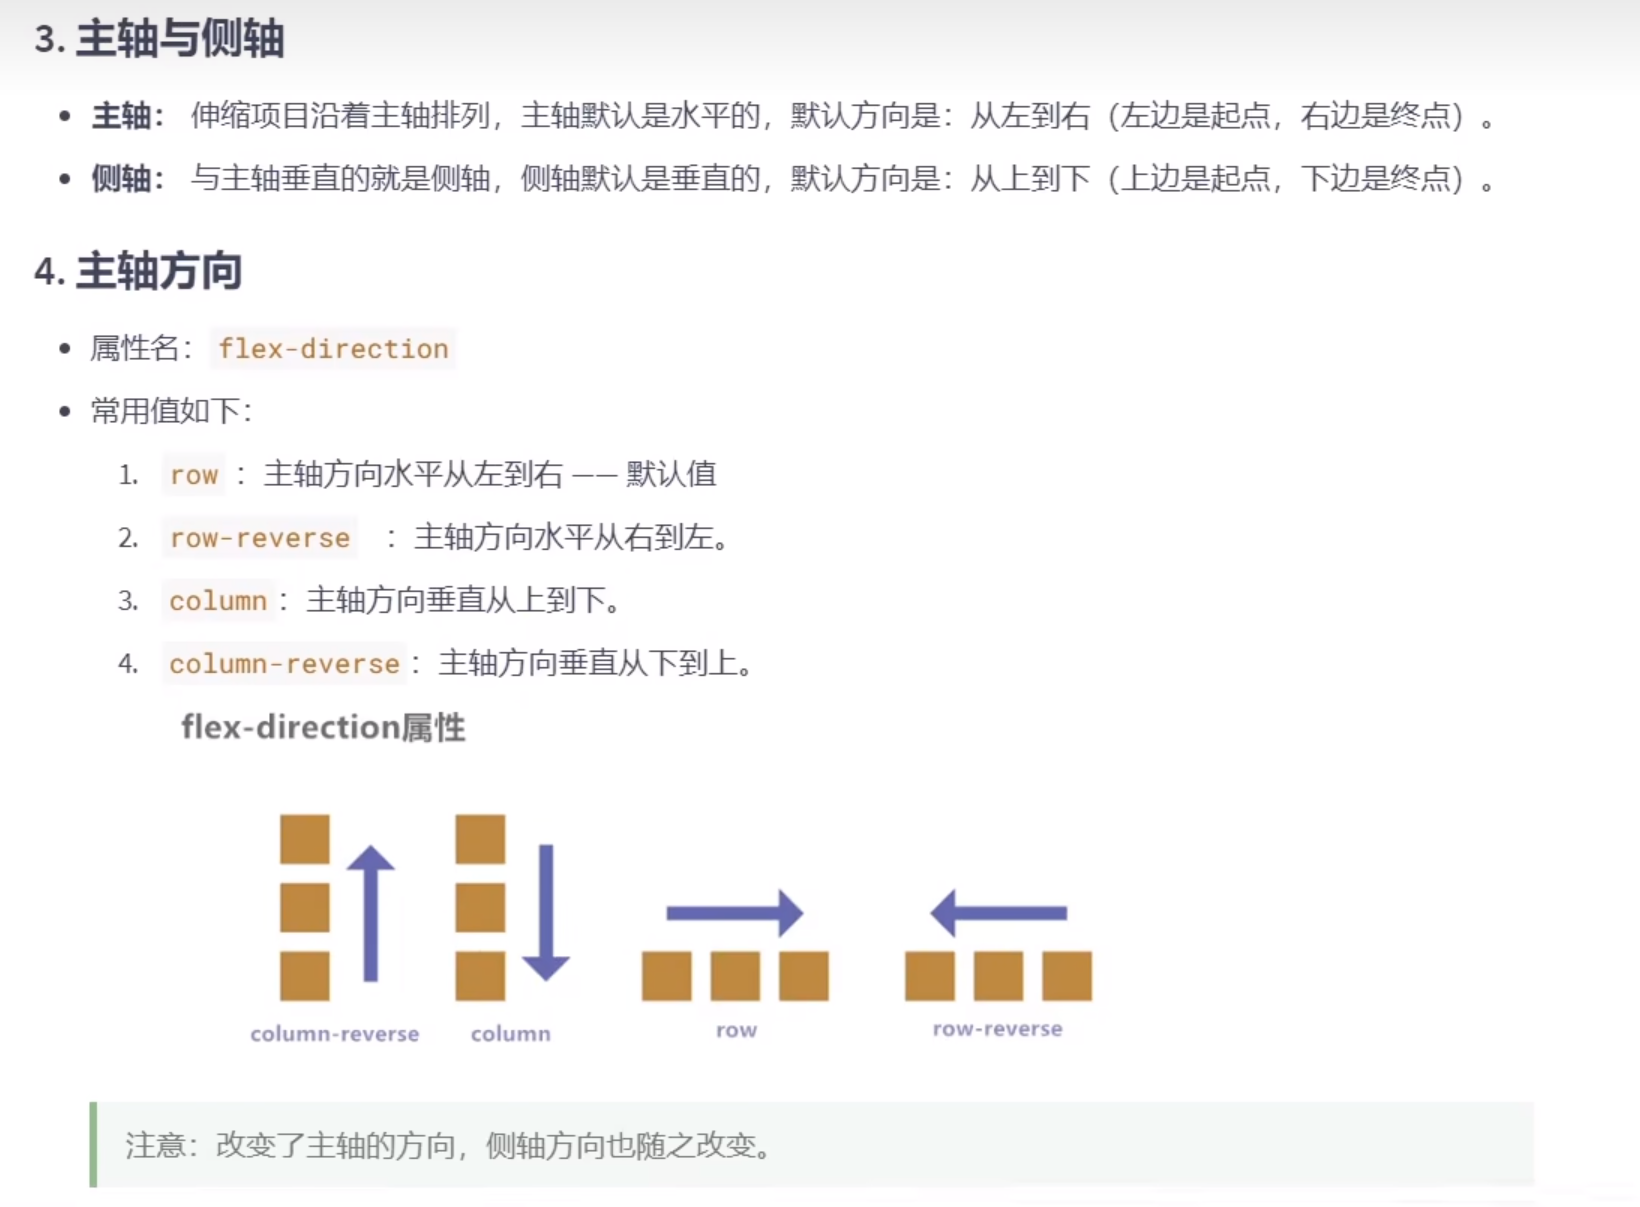 3. 主轴与侧轴
• 主轴： 伸缩项目沿着主轴排列，主轴默认是水平的，默认方向是：从左到右（左边是起点，右边是终点）。
• 侧轴： 与主轴垂直的就是侧轴，侧轴默认是垂直的，默认方向是：从上到下（上边是起点，下边是终点）。
4. 主轴方向
• 属性名： flex-direction
• 常用值如下：
1. row ：主轴方向水平从左到右 —— 默认值
2. row-reverse ：主轴方向水平从右到左。
3. column ：主轴方向垂直从上到下。
4. column-reverse ：主轴方向垂直从下到上。
flex-direction属性
column-reverse column row row-reverse
注意：改变了主轴的方向，侧轴方向也随之改变。